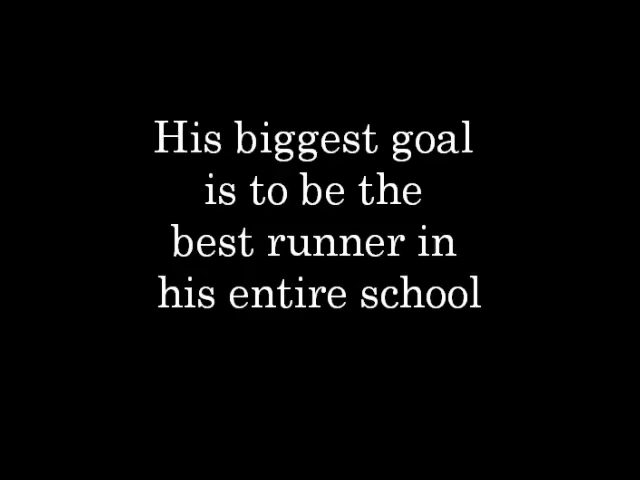 His biggest goal
is to be the
best runner in
his entire school